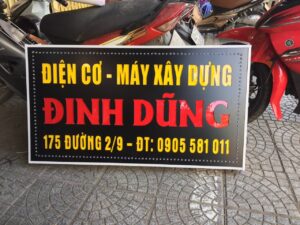 ĐIỆN CƠ - MÁY XÂY DỰNG
ĐINH DŨNG
175 ĐƯỜNG 2/9 - ĐT: 0905 581 011